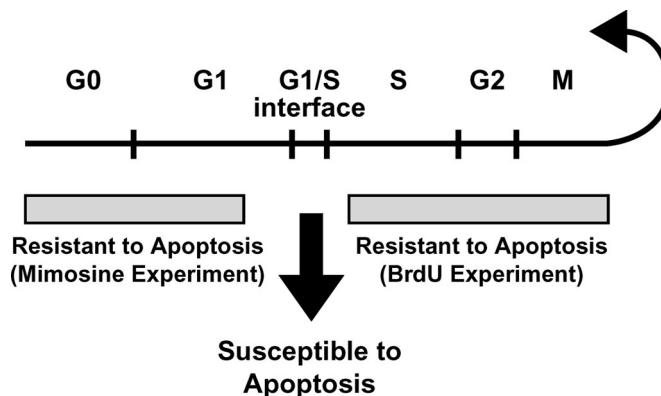 G0 G1 G1/S S G2 M
interface
Resistant to Apoptosis
(Mimosine Experiment)
Resistant to Apoptosis
(BrdU Experiment)
Susceptible to
Apoptosis